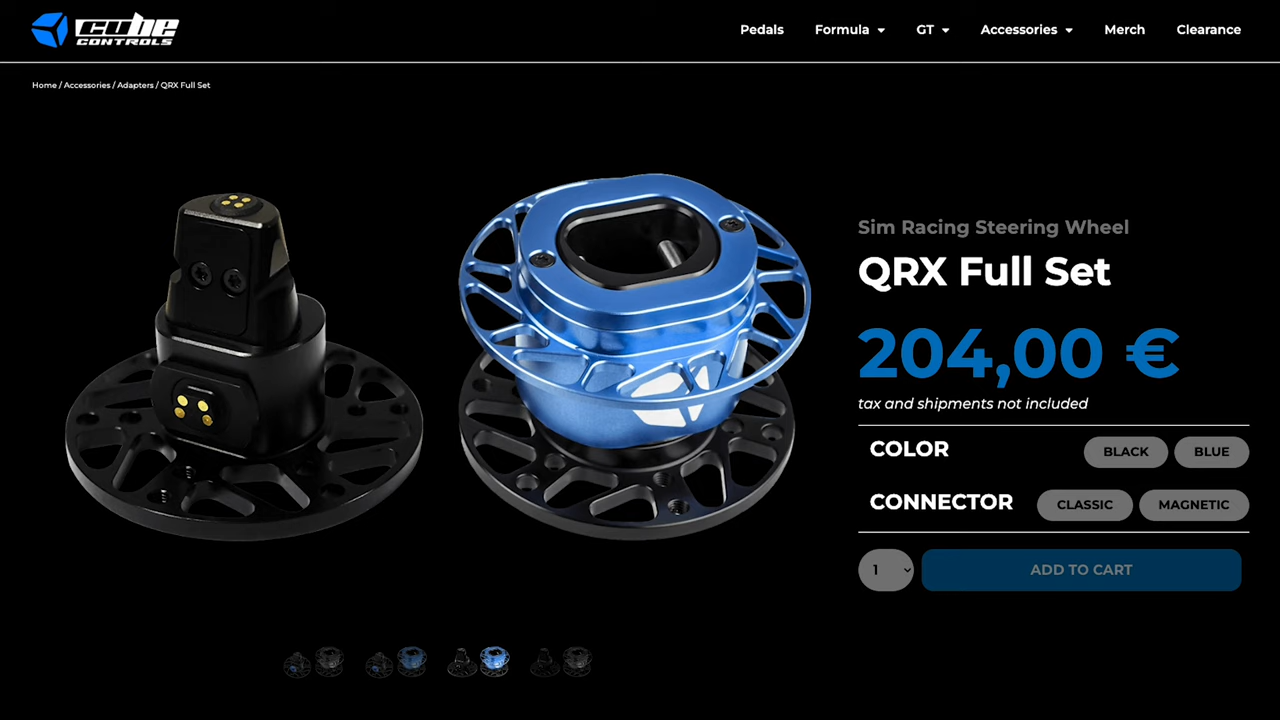 cube
CONTROLS
Pedals Formula GT Accessories Merch Clearance
Home / Accessories / Adapters / QRX Full Set
Sim Racing Steering Wheel
QRX Full Set
204,00 €
tax and shipments not included
COLOR BLACK BLUE
CONNECTOR CLASSIC MAGNETIC
1 ADD TO CART